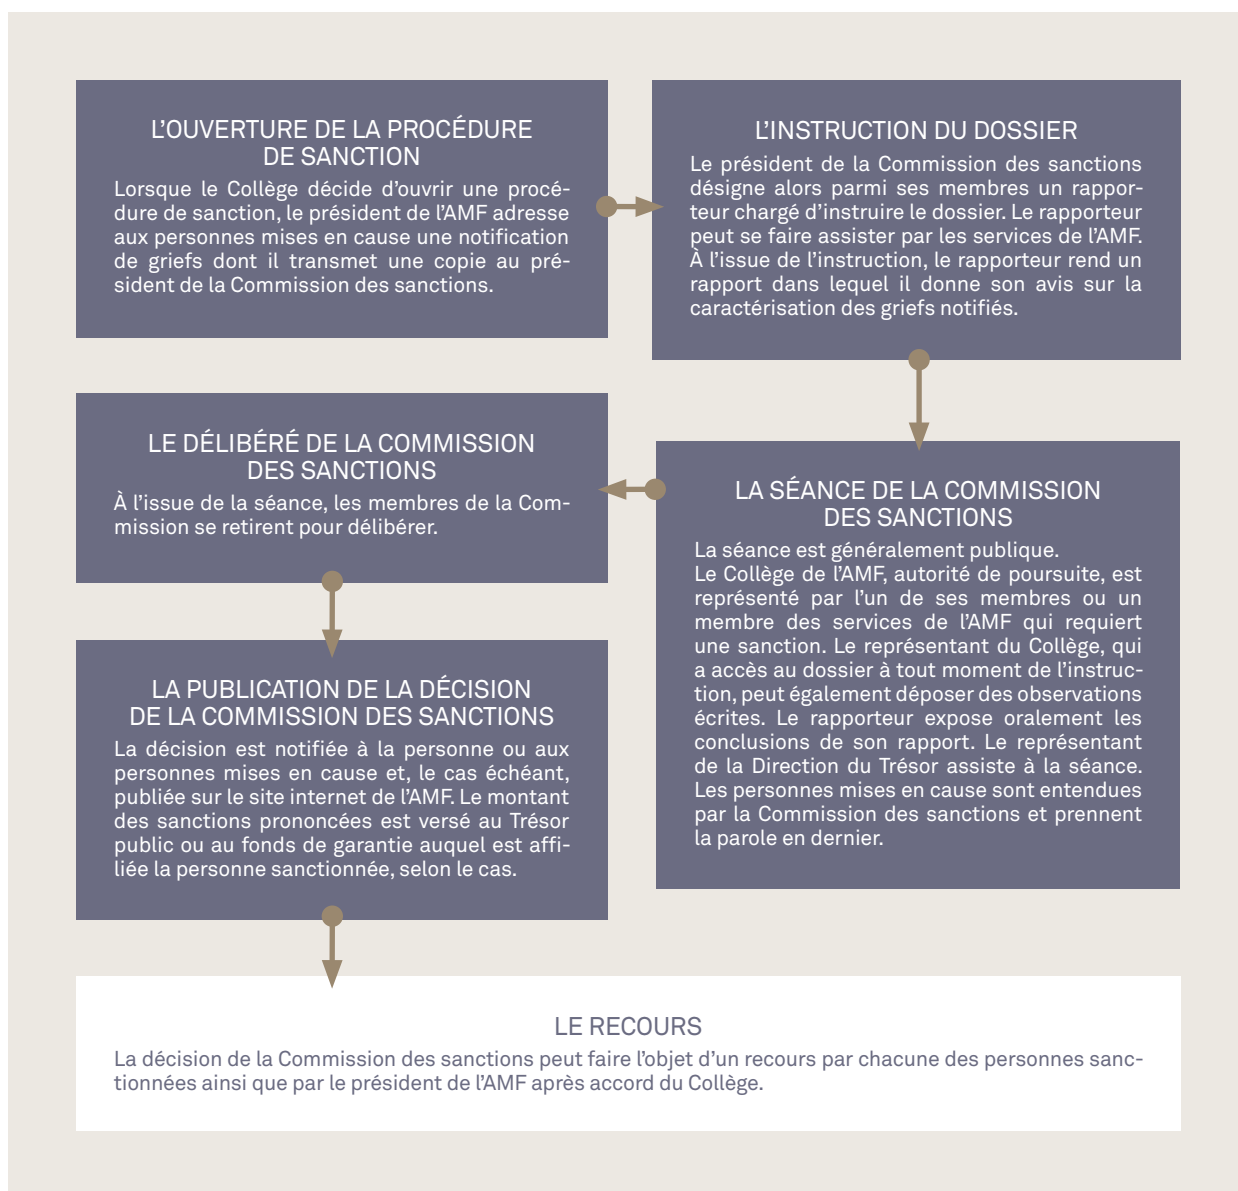 L’OUVERTURE DE LA PROCÉDURE
DE SANCTION
Lorsque le Collège décide d’ouvrir une procé-
dure de sanction, le président de l’AMF adresse
aux personnes mises en cause une notification
de griefs dont il transmet une copie au pré-
sident de la Commission des sanctions.
L’INSTRUCTION DU DOSSIER
Le président de la Commission des sanctions
désigne alors parmi ses membres un rappor-
teur chargé d’instruire le dossier. Le rapporteur
peut se faire assister par les services de l’AMF.
À l’issue de l’instruction, le rapporteur rend un
rapport dans lequel il donne son avis sur la
caractérisation des griefs notifiés.
LA SÉANCE DE LA COMMISSION
DES SANCTIONS
La séance est généralement publique.
Le Collège de l’AMF, autorité de poursuite, est
représenté par l’un de ses membres ou un
membre des services de l’AMF qui requiert
une sanction. Le représentant du Collège, qui
a accès au dossier à tout moment de l’instruc-
tion, peut également déposer des observations
écrites. Le rapporteur expose oralement les
conclusions de son rapport. Le représentant
de la Direction du Trésor assiste à la séance.
Les personnes mises en cause sont entendues
par la Commission des sanctions et prennent
la parole en dernier.
LE DÉLIBÉRÉ DE LA COMMISSION
DES SANCTIONS
À l’issue de la séance, les membres de la Com-
mission se retirent pour délibérer.
LA PUBLICATION DE LA DÉCISION
DE LA COMMISSION DES SANCTIONS
La décision est notifiée à la personne ou aux
personnes mises en cause et, le cas échéant,
publiée sur le site internet de l’AMF. Le montant
des sanctions prononcées est versé au Trésor
public ou au fonds de garantie auquel est affi-
liée la personne sanctionnée, selon le cas.
LE RECOURS
La décision de la Commission des sanctions peut faire l’objet d’un recours par chacune des personnes sanc-
tionnées ainsi que par le président de l’AMF après accord du Collège.